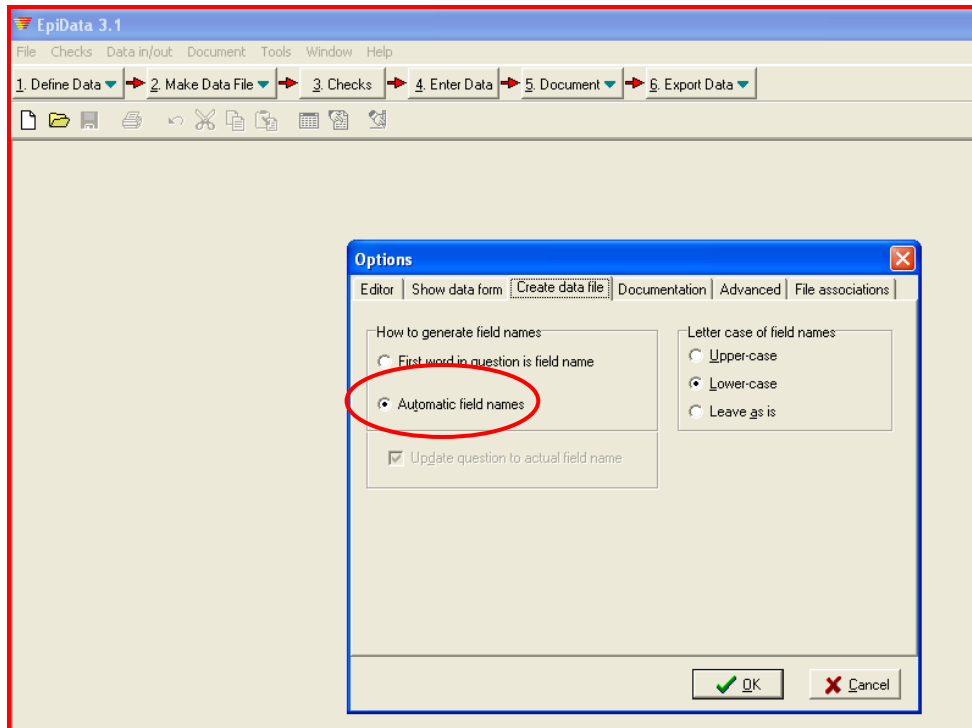 EpiData 3.1
File Checks Data in/out Document Tools Window Help
1. Define Data 2. Make Data File 3. Checks 4. Enter Data 5. Document 6. Export Data
Options
Editor Show data form Create data file Documentation Advanced File associations
How to generate field names
First word in question is field name
Automatic field names
Update question to actual field name
Letter case of field names
Upper-case
Lower-case
Leave as is
OK Cancel